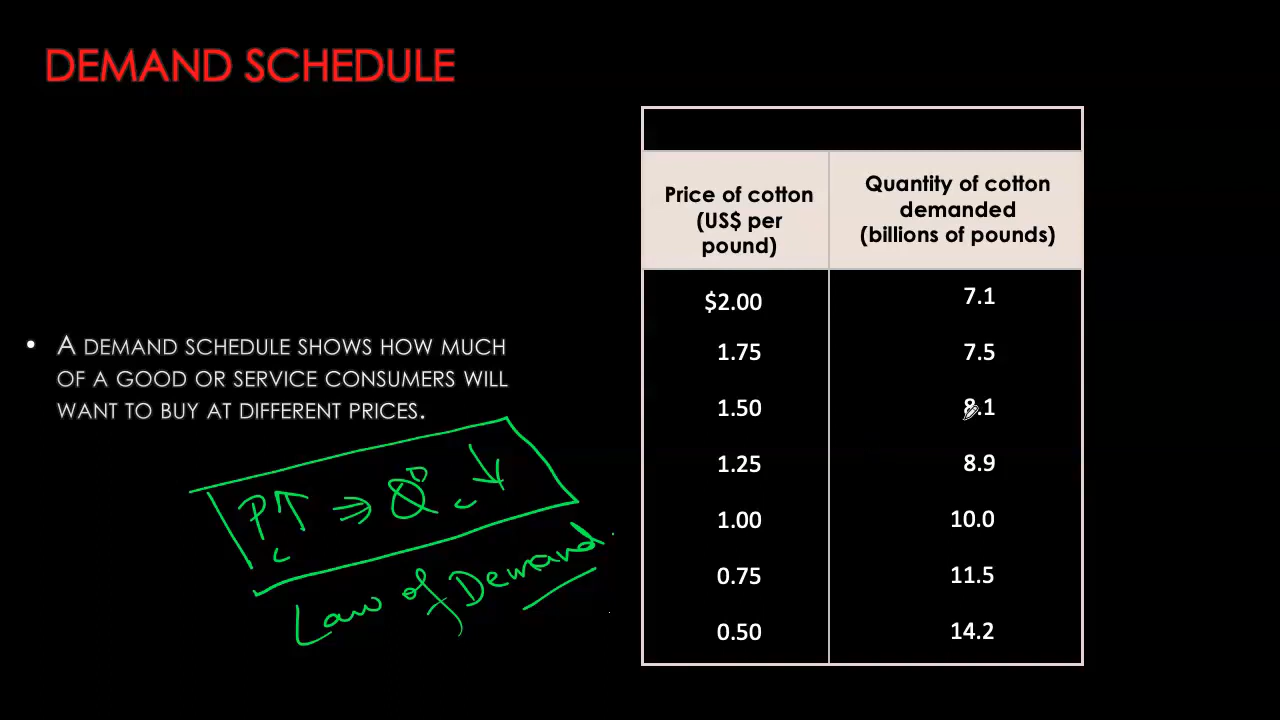 DEMAND SCHEDULE
• A DEMAND SCHEDULE SHOWS HOW MUCH
OF A GOOD OR SERVICE CONSUMERS WILL
WANT TO BUY AT DIFFERENT PRICES.
P↑ ⇒ Qᴰ ↓
Law of Demand
Price of cotton
(US$ per
pound)
Quantity of cotton
demanded
(billions of pounds)
$2.00 7.1
1.75 7.5
1.50 8.1
1.25 8.9
1.00 10.0
0.75 11.5
0.50 14.2